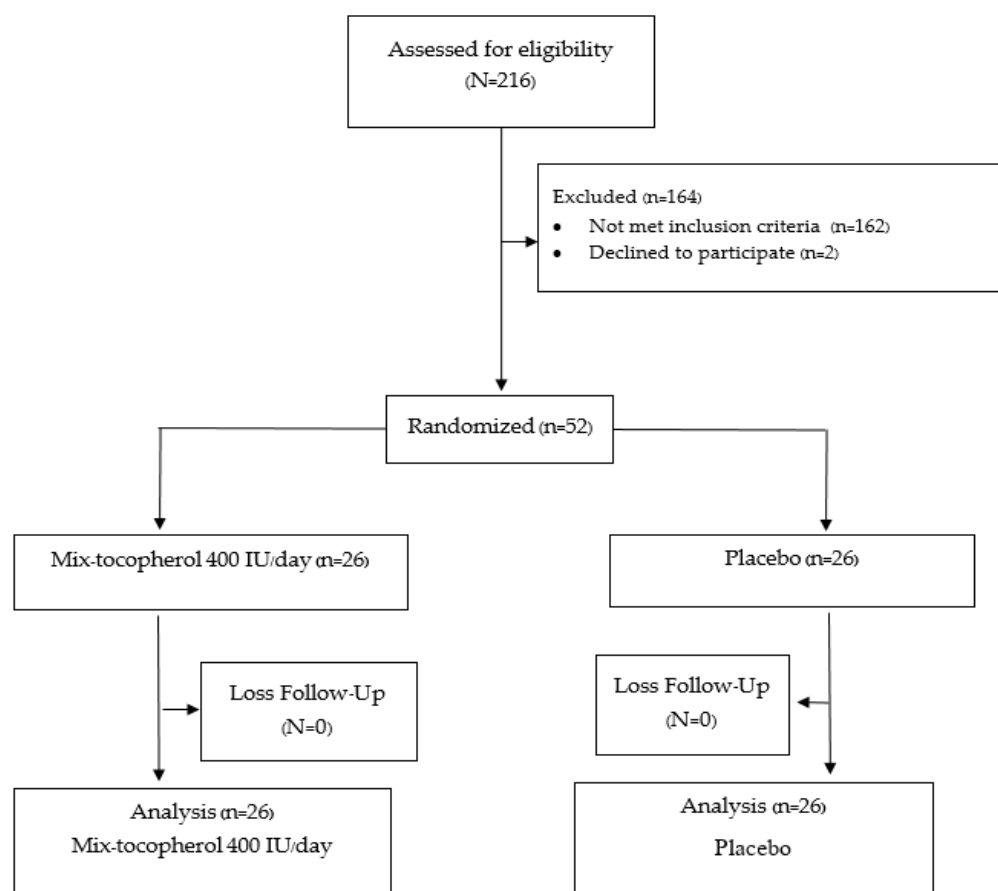 Assessed for eligibility
(N=216)
Excluded (n=164)
• Not met inclusion criteria (n=162)
• Declined to participate (n=2)
Randomized (n=52)
Mix-tocopherol 400 IU/day (n=26)
Placebo (n=26)
Loss Follow-Up
(N=0)
Loss Follow-Up
(N=0)
Analysis (n=26)
Mix-tocopherol 400 IU/day
Analysis (n=26)
Placebo